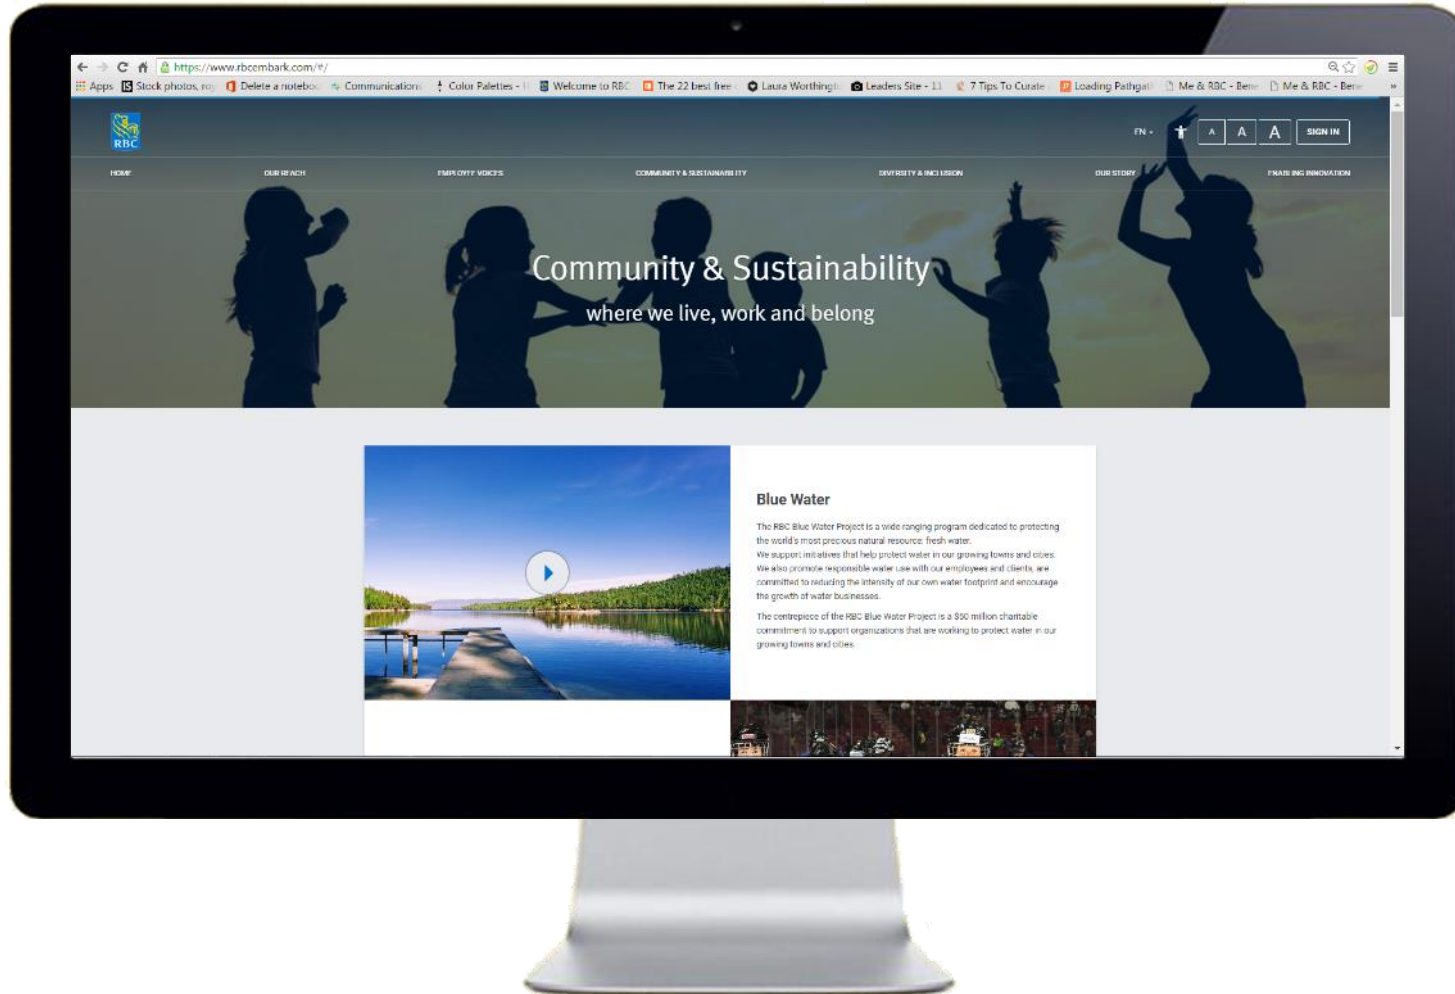 https://www.rbcembark.com/#/
Apps Stock photos, roy Delete a noteboo Communications Color Palettes - Welcome to RBC The 22 best free Laura Worthingto Leaders Site - 11 7 Tips To Curate Loading Pathgat Me & RBC - Bene Me & RBC - Bene »
RBC
EN
A A A SIGN IN
HOME OUR REACH EMPLOYEE VOICES COMMUNITY & SUSTAINABILITY DIVERSITY & INCLUSION OUR STORY ENABLING INNOVATION
Community & Sustainability
where we live, work and belong
Blue Water
The RBC Blue Water Project is a wide ranging program dedicated to protecting
the world's most precious natural resource: fresh water.
We support initiatives that help protect water in our growing towns and cities.
We also promote responsible water use with our employees and clients, are
committed to reducing the intensity of our own water footprint and encourage
the growth of water businesses.
The centrepiece of the RBC Blue Water Project is a $50 million charitable
commitment to support organizations that are working to protect water in our
growing towns and cities.